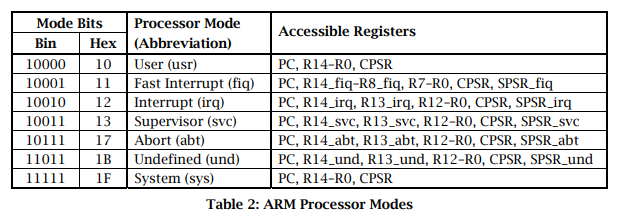 Mode Bits Processor Mode (Abbreviation) Accessible Registers
Bin Hex
10000 10 User (usr) PC, R14–R0, CPSR
10001 11 Fast Interrupt (fiq) PC, R14_fiq–R8_fiq, R7–R0, CPSR, SPSR_fiq
10010 12 Interrupt (irq) PC, R14_irq, R13_irq, R12–R0, CPSR, SPSR_irq
10011 13 Supervisor (svc) PC, R14_svc, R13_svc, R12–R0, CPSR, SPSR_svc
10111 17 Abort (abt) PC, R14_abt, R13_abt, R12–R0, CPSR, SPSR_abt
11011 1B Undefined (und) PC, R14_und, R13_und, R12–R0, CPSR, SPSR_und
11111 1F System (sys) PC, R14–R0, CPSR
Table 2: ARM Processor Modes